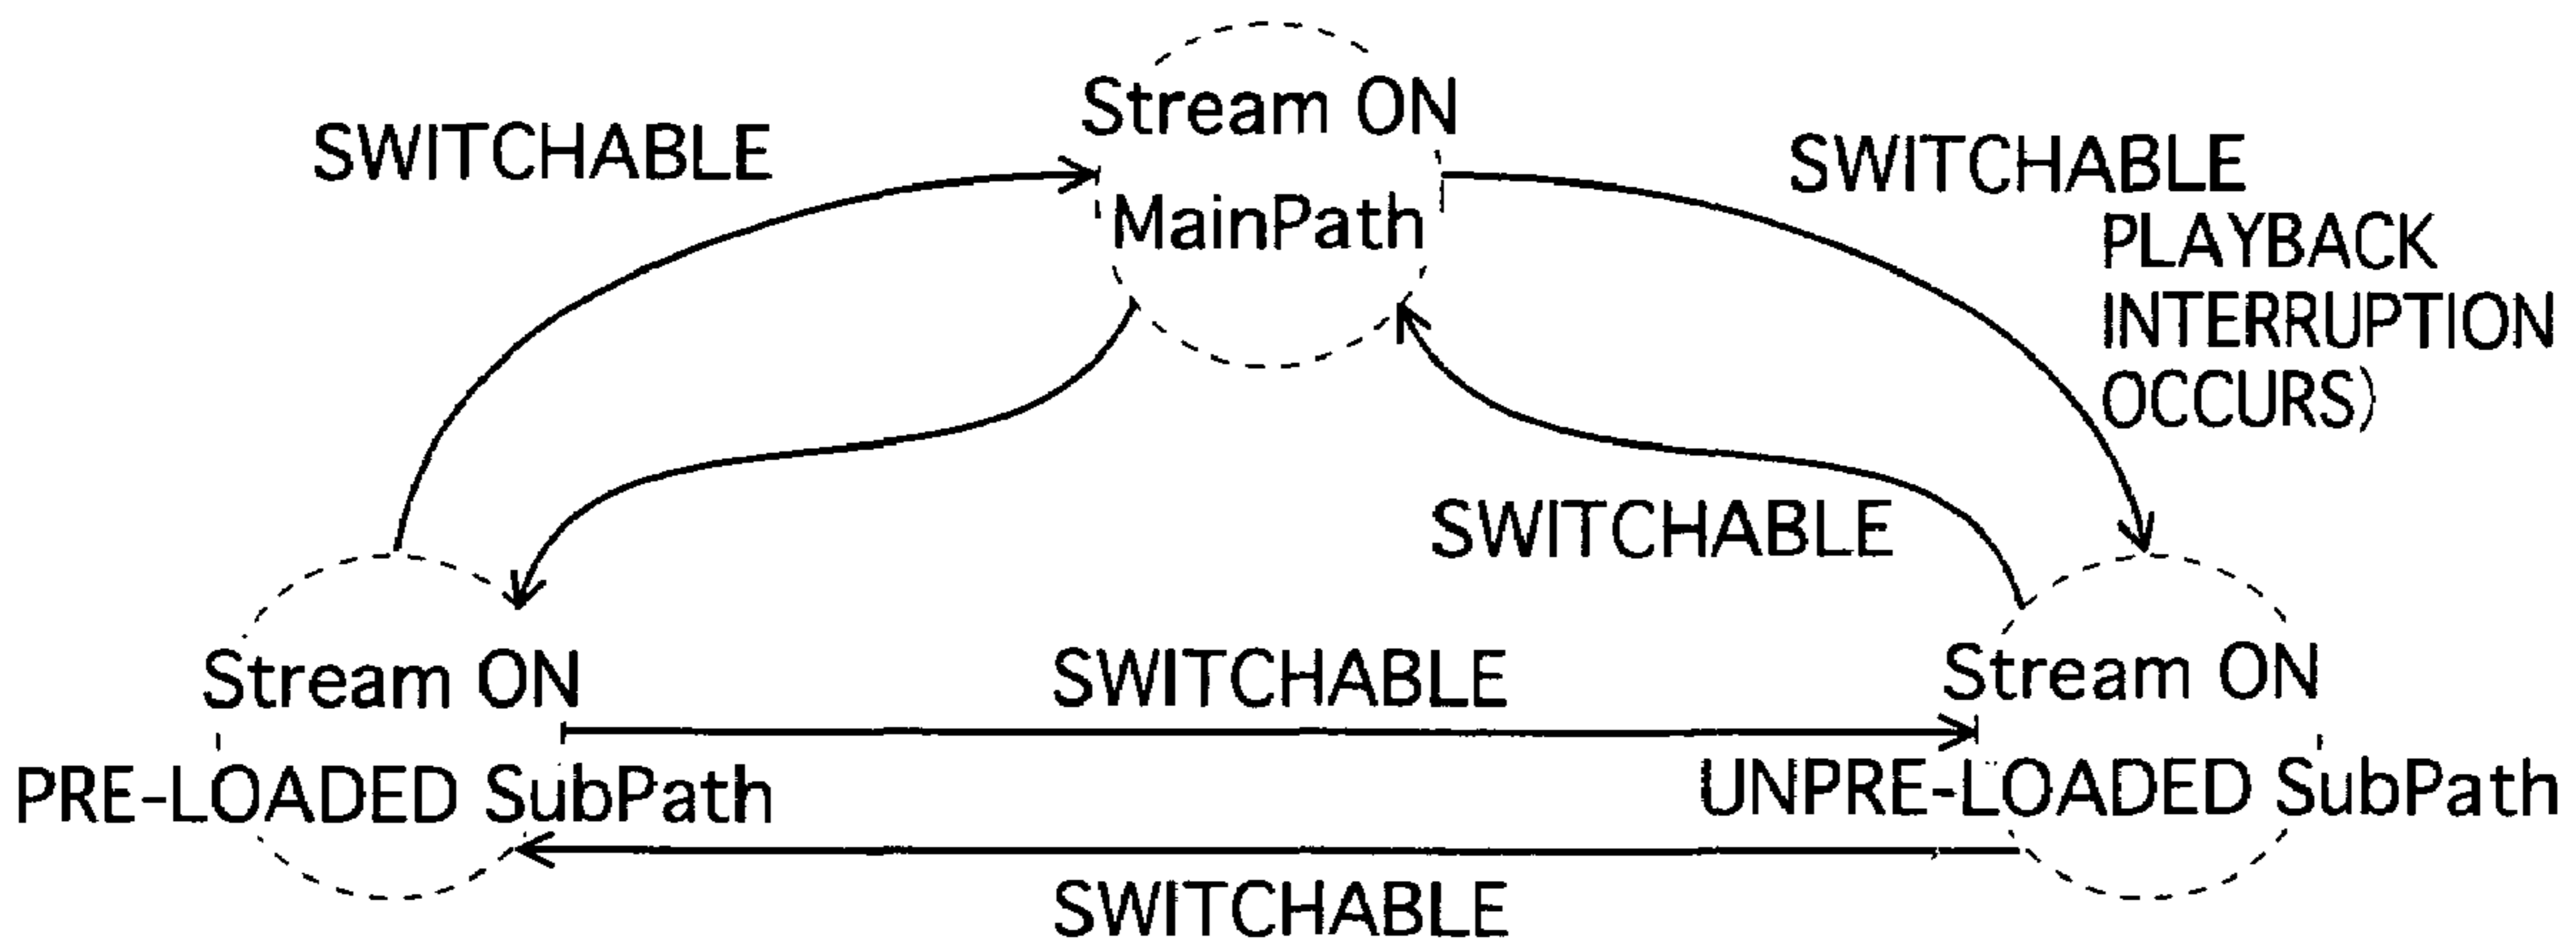 Stream ON
MainPath
SWITCHABLE
SWITCHABLE
PLAYBACK
INTERRUPTION
OCCURS)
SWITCHABLE
Stream ON
PRE-LOADED SubPath
SWITCHABLE
Stream ON
UNPRE-LOADED SubPath
SWITCHABLE